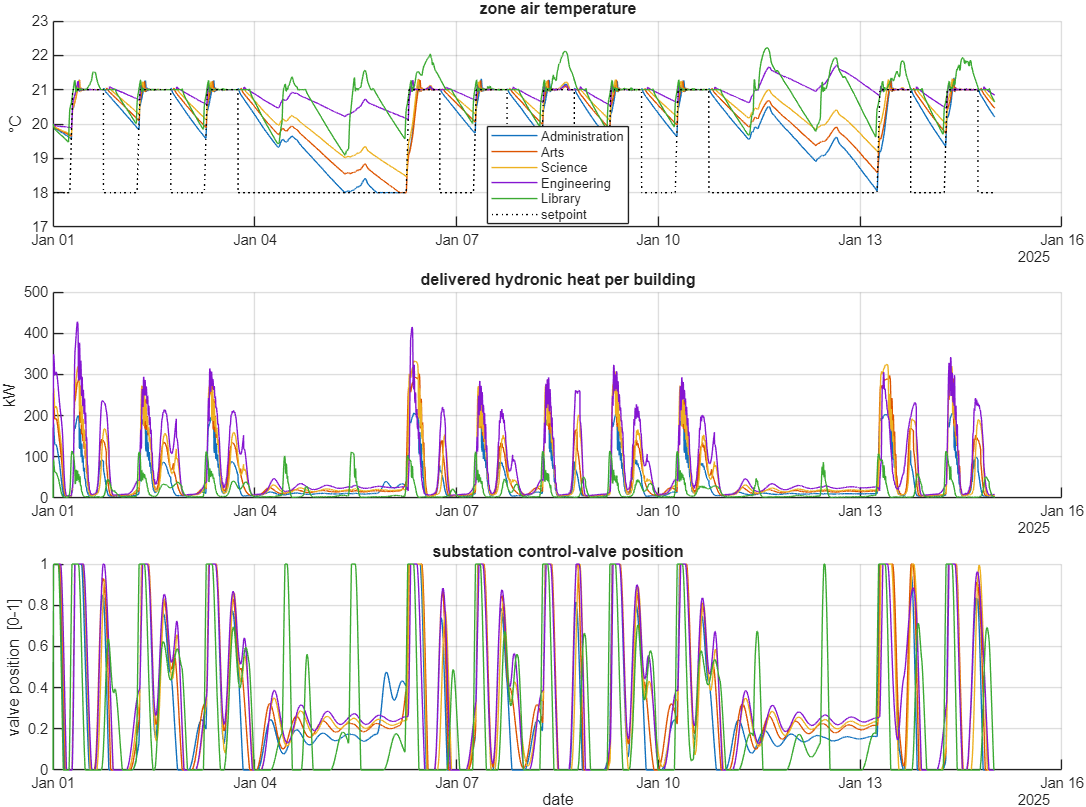 zone air temperature
23
22
21
20
19
18
17
°C
Administration
Arts
Science
Engineering
Library
setpoint
Jan 01 Jan 04 Jan 07 Jan 10 Jan 13 Jan 16
2025
delivered hydronic heat per building
500
400
300
200
100
0
kW
Jan 01 Jan 04 Jan 07 Jan 10 Jan 13 Jan 16
2025
substation control-valve position
1
0.8
0.6
0.4
0.2
0
valve position [0-1]
Jan 01 Jan 04 Jan 07 Jan 10 Jan 13 Jan 16
date
2025